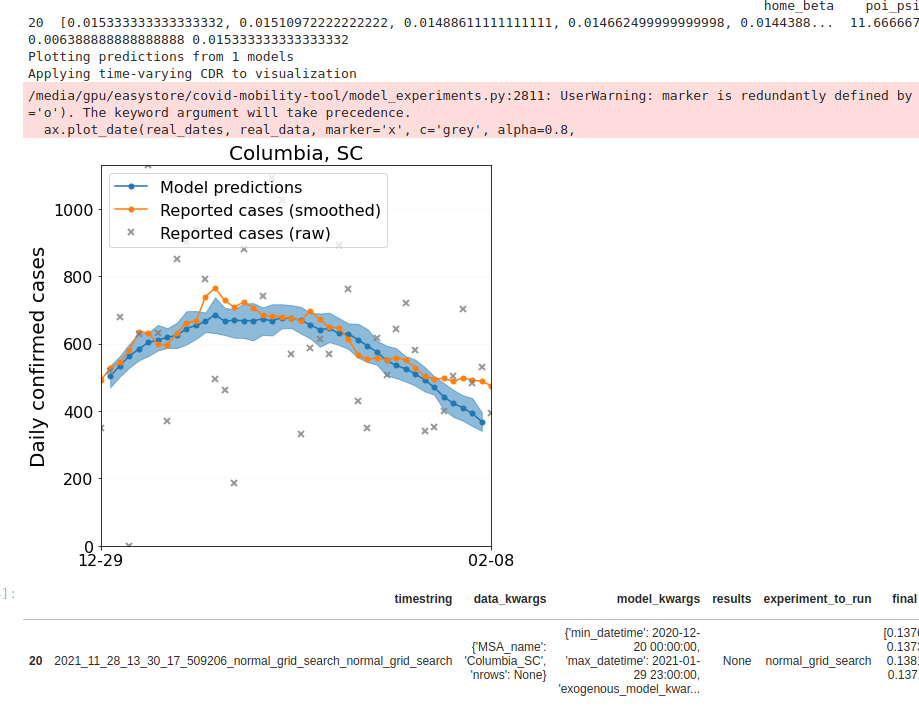 home_beta poi_psi
20 [0.015333333333333332, 0.01510972222222222, 0.01488611111111111, 0.014662499999999998, 0.0144388... 11.666667
0.006388888888888888 0.015333333333333332
Plotting predictions from 1 models
Applying time-varying CDR to visualization
/media/gpu/easystore/covid-mobility-tool/model_experiments.py:2811: UserWarning: marker is redundantly defined by
='o'). The keyword argument will take precedence.
ax.plot_date(real_dates, real_data, marker='x', c='grey', alpha=0.8,
Columbia, SC
Model predictions
Reported cases (smoothed)
Reported cases (raw)
Daily confirmed cases
1000
800
600
400
200
0
12-29 02-08
]:
timestring data_kwargs model_kwargs results experiment_to_run final
{'min_datetime': 2020-12- [0.1376
{'MSA_name': 20 00:00:00, 0.1373
20 2021_11_28_13_30_17_509206_normal_grid_search_normal_grid_search 'Columbia_SC', 'max_datetime': 2021-01- None normal_grid_search 0.1381
'nrows': None} 29 23:00:00, 0.137
'exogenous_model_kwar...